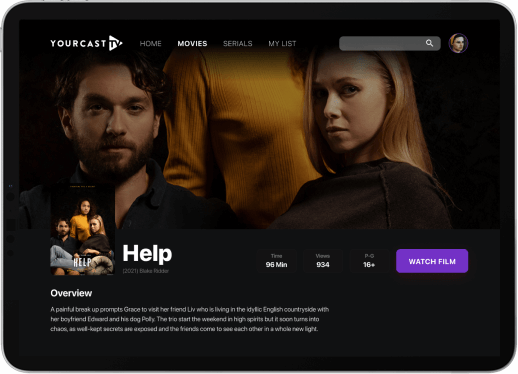 YOURCAST TV
HOME MOVIES SERIALS MY LIST
HELP
Help
(2021) Blake Ridder
Time Views P-G
96 Min 934 16+
WATCH FILM
Overview
A painful break up prompts Grace to visit her friend Liv who is living in the idyllic English countryside with
her boyfriend Edward and his dog Polly. The trio start the weekend in high spirits but it soon turns into
chaos, as well-kept secrets are exposed and the friends come to see each other in a whole new light.